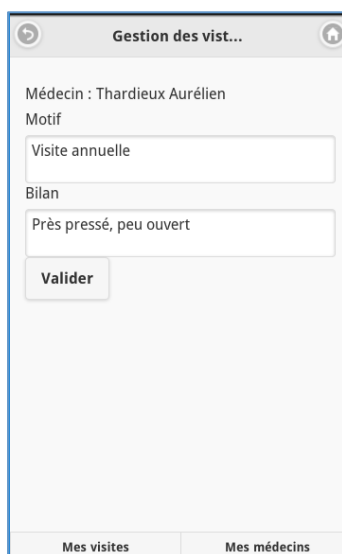 Gestion des vist...
Médecin : Thardieux Aurélien
Motif
Visite annuelle
Bilan
Près pressé, peu ouvert
Valider
Mes visites
Mes médecins